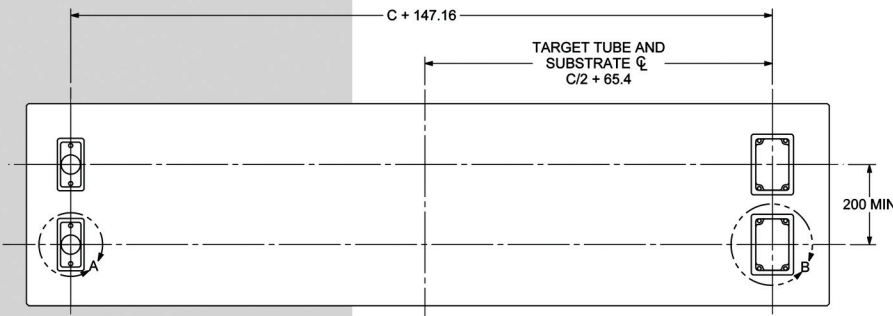 C + 147.16
TARGET TUBE AND
SUBSTRATE ℄
C/2 + 65.4
200 MIN
A
B